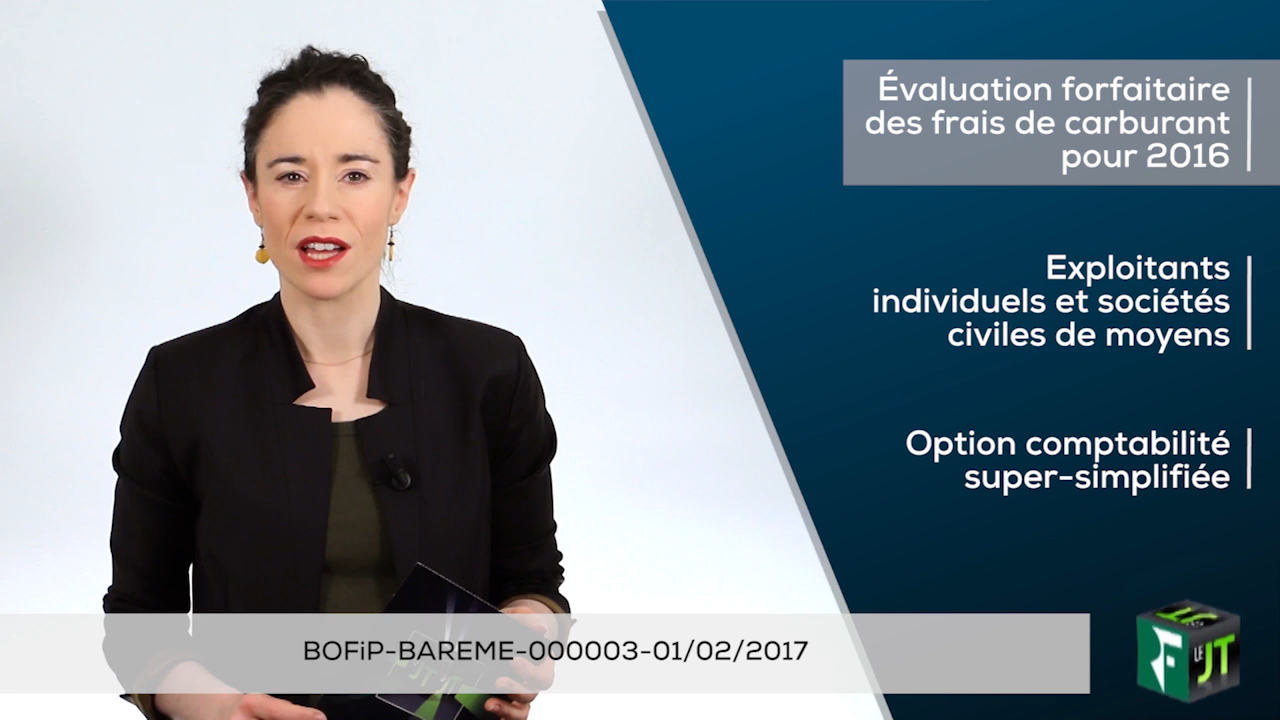 Évaluation forfaitaire
des frais de carburant
pour 2016
Exploitants
individuels et sociétés
civiles de moyens
Option comptabilité
super-simplifiée
BOFiP-BAREME-000003-01/02/2017
F
LE
JT